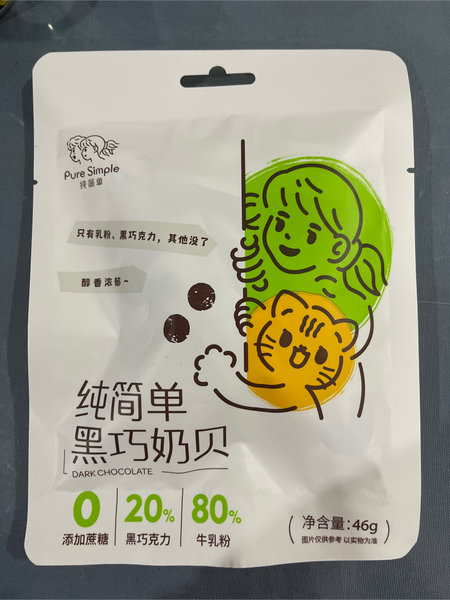 Pure Simple
纯简单
只有乳粉、黑巧克力，其他没了
醇香浓郁~
纯简单
黑巧奶贝
DARK CHOCOLATE
0 20% 80%
添加蔗糖 黑巧克力 牛乳粉
净含量: 46g
图片仅供参考 以实物为准